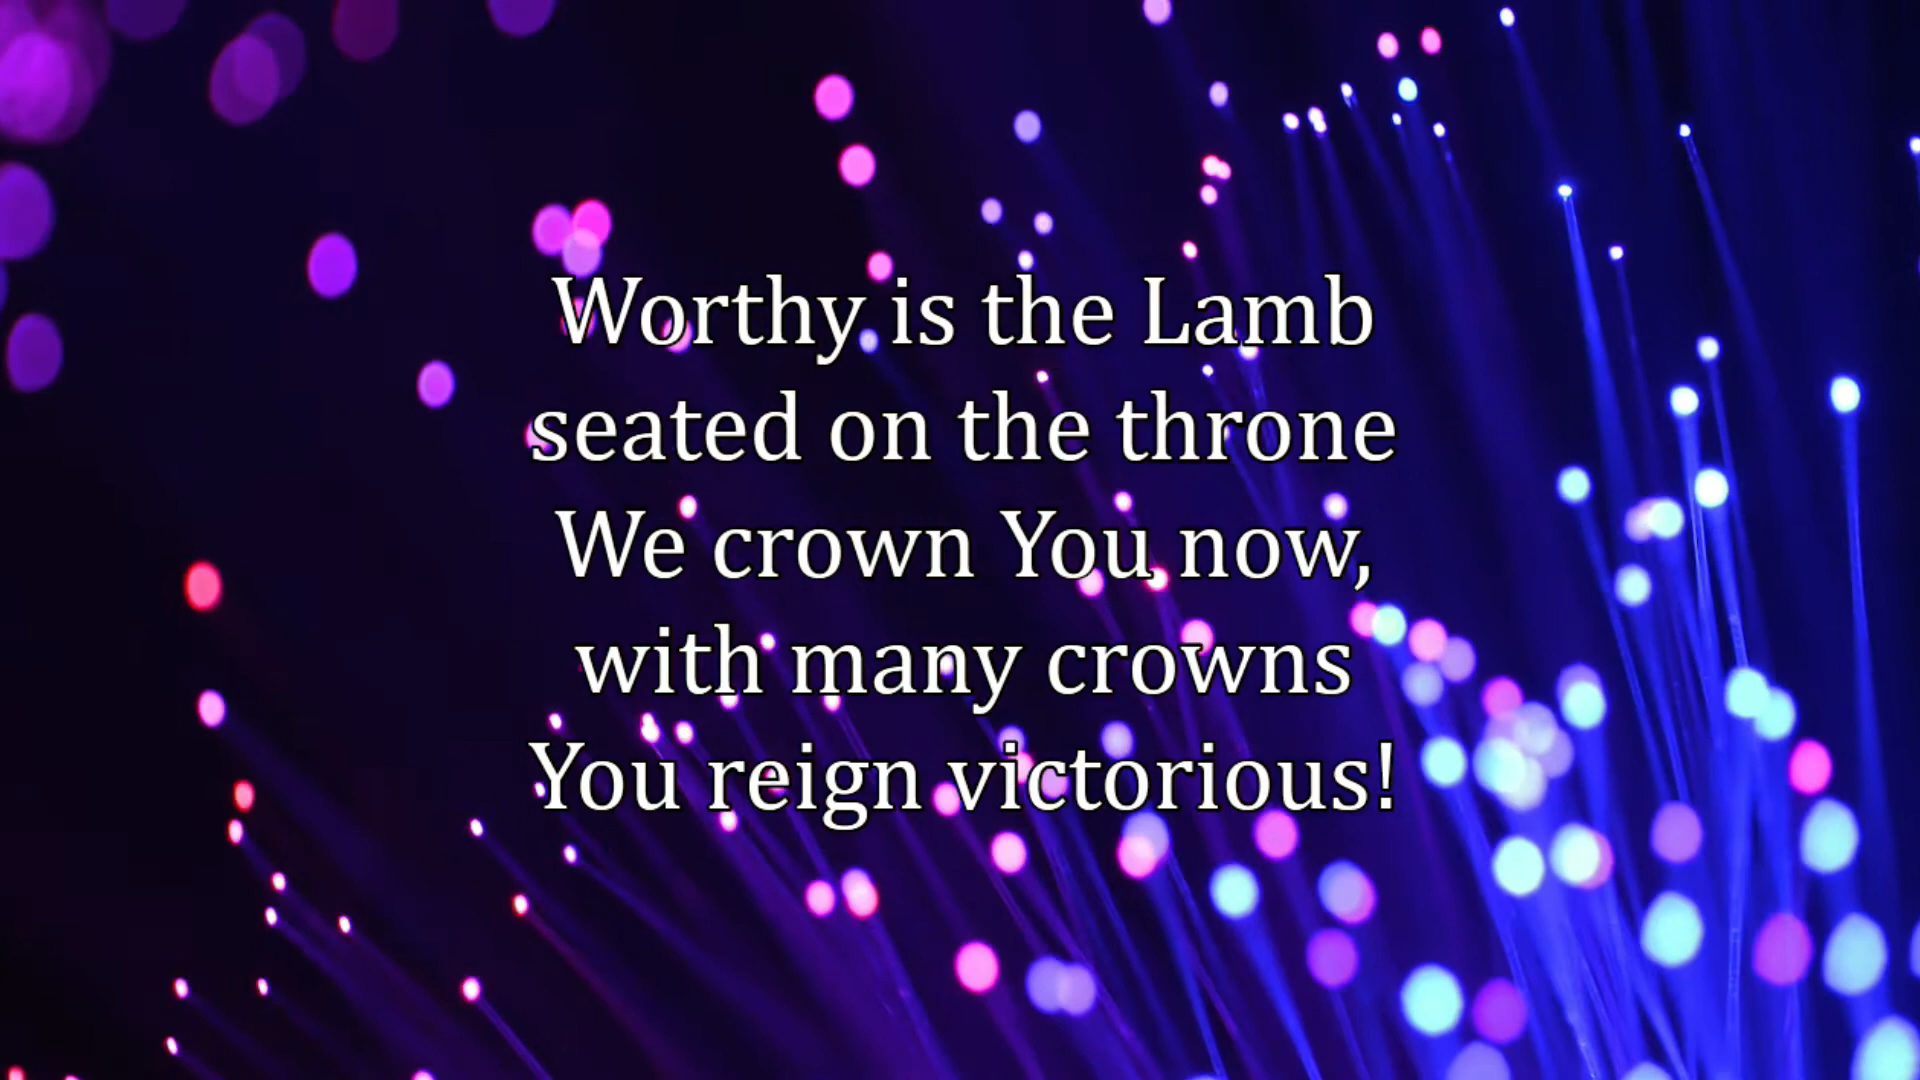 Worthy is the Lamb
seated on the throne
We crown You now,
with many crowns
You reign victorious!